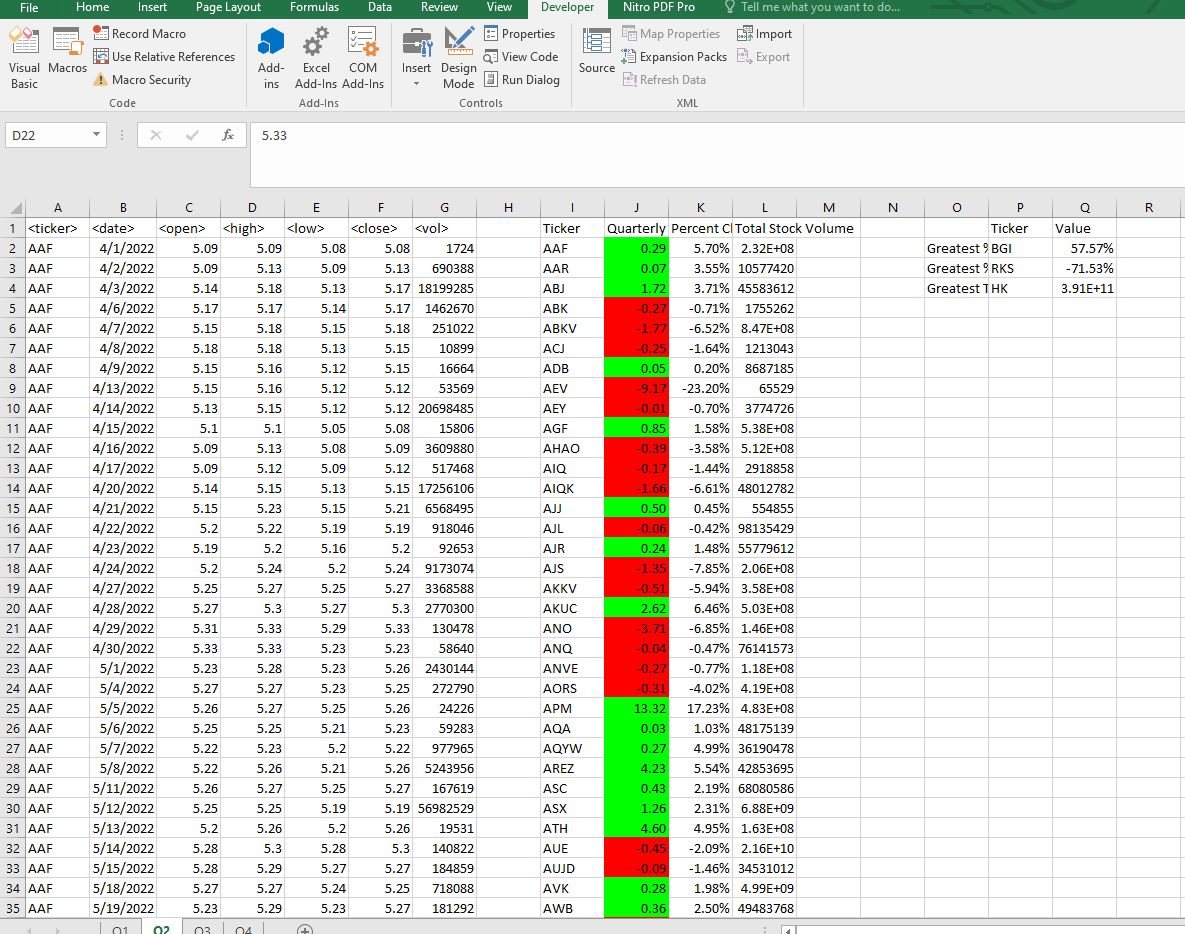 File Home Insert Page Layout Formulas Data Review View Developer Nitro PDF Pro Tell me what you want to do...
Record Macro Properties Map Properties Import
Use Relative References View Code Expansion Packs Export
Visual Basic Macros Macro Security Add-ins Excel Add-Ins COM Add-Ins Insert Design Mode Run Dialog Source Refresh Data
Code Add-Ins Controls XML
D22 fx 5.33
A B C D E F G H I J K L M N O P Q R
1 <ticker> <date> <open> <high> <low> <close> <vol> Ticker Quarterly Percent Cl Total Stock Volume Ticker Value
2 AAF 4/1/2022 5.09 5.09 5.08 5.08 1724 AAF 0.29 5.70% 2.32E+08 Greatest % BGI 57.57%
3 AAF 4/2/2022 5.09 5.13 5.09 5.13 690388 AAR 0.07 3.55% 10577420 Greatest % RKS -71.53%
4 AAF 4/3/2022 5.14 5.18 5.13 5.17 18199285 ABJ 1.72 3.71% 45583612 Greatest T HK 3.91E+11
5 AAF 4/6/2022 5.17 5.17 5.14 5.17 1462670 ABK -0.27 -0.71% 1755262
6 AAF 4/7/2022 5.15 5.18 5.15 5.18 251022 ABKV -1.77 -6.52% 8.47E+08
7 AAF 4/8/2022 5.18 5.18 5.13 5.15 10899 ACJ -0.25 -1.64% 1213043
8 AAF 4/9/2022 5.15 5.16 5.12 5.15 16664 ADB 0.05 0.20% 8687185
9 AAF 4/13/2022 5.15 5.16 5.12 5.12 53569 AEV -9.17 -23.20% 65529
10 AAF 4/14/2022 5.13 5.15 5.12 5.12 20698485 AEY -0.01 -0.70% 3774726
11 AAF 4/15/2022 5.1 5.1 5.05 5.08 15806 AGF 0.85 1.58% 5.38E+08
12 AAF 4/16/2022 5.09 5.13 5.08 5.09 3609880 AHAO -0.39 -3.58% 5.12E+08
13 AAF 4/17/2022 5.09 5.12 5.09 5.12 517468 AIQ -0.17 -1.44% 2918858
14 AAF 4/20/2022 5.14 5.15 5.13 5.15 17256106 AIQK -1.66 -6.61% 48012782
15 AAF 4/21/2022 5.15 5.23 5.15 5.21 6568495 AJJ 0.50 0.45% 554855
16 AAF 4/22/2022 5.2 5.22 5.19 5.19 918046 AJL -0.06 -0.42% 98135429
17 AAF 4/23/2022 5.19 5.2 5.16 5.2 92653 AJR 0.24 1.48% 55779612
18 AAF 4/24/2022 5.2 5.24 5.2 5.24 9173074 AJS -1.35 -7.85% 2.06E+08
19 AAF 4/27/2022 5.25 5.27 5.25 5.27 3368588 AKKV -0.51 -5.94% 3.58E+08
20 AAF 4/28/2022 5.27 5.3 5.27 5.3 2770300 AKUC 2.62 6.46% 5.03E+08
21 AAF 4/29/2022 5.31 5.33 5.29 5.33 130478 ANO -3.71 -6.85% 1.46E+08
22 AAF 4/30/2022 5.33 5.33 5.23 5.23 58640 ANQ -0.04 -0.47% 76141573
23 AAF 5/1/2022 5.23 5.28 5.23 5.26 2430144 ANVE -0.27 -0.77% 1.18E+08
24 AAF 5/4/2022 5.27 5.27 5.23 5.25 272790 AORS -0.31 -4.02% 4.19E+08
25 AAF 5/5/2022 5.26 5.27 5.25 5.26 24226 APM 13.32 17.23% 4.83E+08
26 AAF 5/6/2022 5.25 5.25 5.21 5.23 59283 AQA 0.03 1.03% 48175139
27 AAF 5/7/2022 5.22 5.23 5.2 5.22 977965 AQYW 0.27 4.99% 36190478
28 AAF 5/8/2022 5.22 5.26 5.21 5.26 5243956 AREZ 4.23 5.54% 42853695
29 AAF 5/11/2022 5.26 5.27 5.25 5.27 167619 ASC 0.43 2.19% 68080586
30 AAF 5/12/2022 5.25 5.25 5.19 5.19 56982529 ASX 1.26 2.31% 6.88E+09
31 AAF 5/13/2022 5.2 5.26 5.2 5.26 19531 ATH 4.60 4.95% 1.63E+08
32 AAF 5/14/2022 5.28 5.3 5.28 5.3 140822 AUE -0.45 -2.09% 2.16E+10
33 AAF 5/15/2022 5.28 5.29 5.27 5.27 184859 AUJD -0.09 -1.46% 34531012
34 AAF 5/18/2022 5.27 5.27 5.24 5.25 718088 AVK 0.28 1.98% 4.99E+09
35 AAF 5/19/2022 5.23 5.29 5.23 5.27 181292 AWB 0.36 2.50% 49483768
Q1 Q2 Q3 Q4